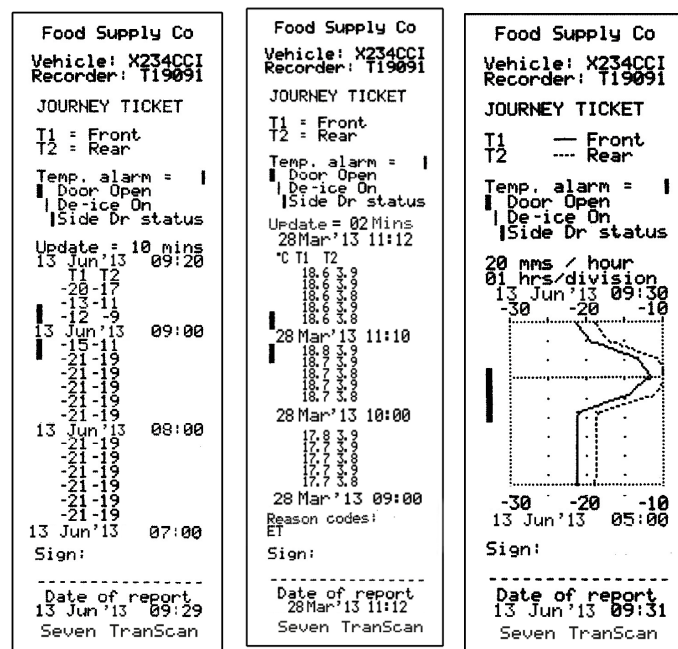 Food Supply Co
Vehicle: X234CCI
Recorder: T19091
JOURNEY TICKET
T1 = Front
T2 = Rear
Temp. alarm =
Door Open
De-ice On
Side Dr status
Update = 10 mins
13 Jun'13 09:20
T1 T2
-20 -17
-13 -11
-12 -9
13 Jun'13 09:00
-15 -11
-21 -19
-21 -19
-21 -19
-21 -19
-21 -19
13 Jun'13 08:00
-21 -19
-21 -19
-21 -19
-21 -19
-21 -19
-21 -19
13 Jun'13 07:00
Sign:
Date of report
13 Jun'13 09:29
Seven TranScan
Food Supply Co
Vehicle: X234CCI
Recorder: T19091
JOURNEY TICKET
T1 = Front
T2 = Rear
Temp. alarm =
Door Open
De-ice On
Side Dr status
Update = 02 Mins
28 Mar'13 11:12
°C T1 T2
18.6 3.9
18.6 3.8
18.6 3.9
18.6 3.9
18.6 3.8
28 Mar'13 11:10
18.8 3.9
18.7 3.8
18.7 3.9
18.7 3.9
18.7 3.8
28 Mar'13 10:00
17.8 3.9
17.7 3.8
17.7 3.9
17.7 3.9
17.7 3.8
28 Mar'13 09:00
Reason codes:
ET
Sign:
Date of report
28Mar'13 11:12
Seven TranScan
Food Supply Co
Vehicle: X234CCI
Recorder: T19091
JOURNEY TICKET
T1 — Front
T2 ---- Rear
Temp. alarm =
Door Open
De-ice On
Side Dr status
20 mms / hour
01 hrs/division
13 Jun'13 09:30
-30 -20 -10
-30 -20 -10
13 Jun'13 05:00
Sign:
Date of report
13 Jun'13 09:31
Seven TranScan